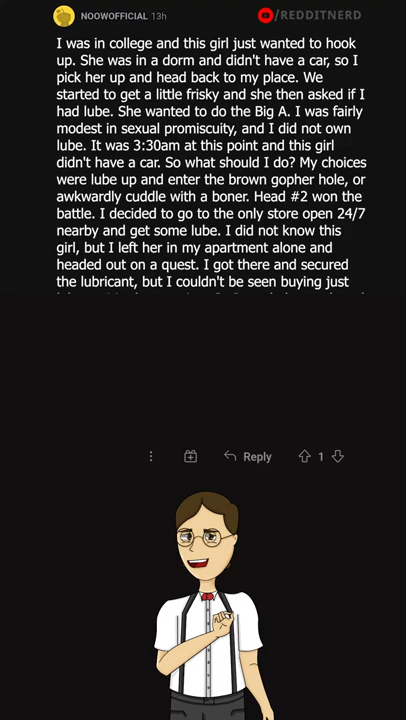 NOOWOFFICIAL 13h
/REDDITNERD
I was in college and this girl just wanted to hook
up. She was in a dorm and didn't have a car, so I
pick her up and head back to my place. We
started to get a little frisky and she then asked if I
had lube. She wanted to do the Big A. I was fairly
modest in sexual promiscuity, and I did not own
lube. It was 3:30am at this point and this girl
didn't have a car. So what should I do? My choices
were lube up and enter the brown gopher hole, or
awkwardly cuddle with a boner. Head #2 won the
battle. I decided to go to the only store open 24/7
nearby and get some lube. I did not know this
girl, but I left her in my apartment alone and
headed out on a quest. I got there and secured
the lubricant, but I couldn't be seen buying just
Reply 1